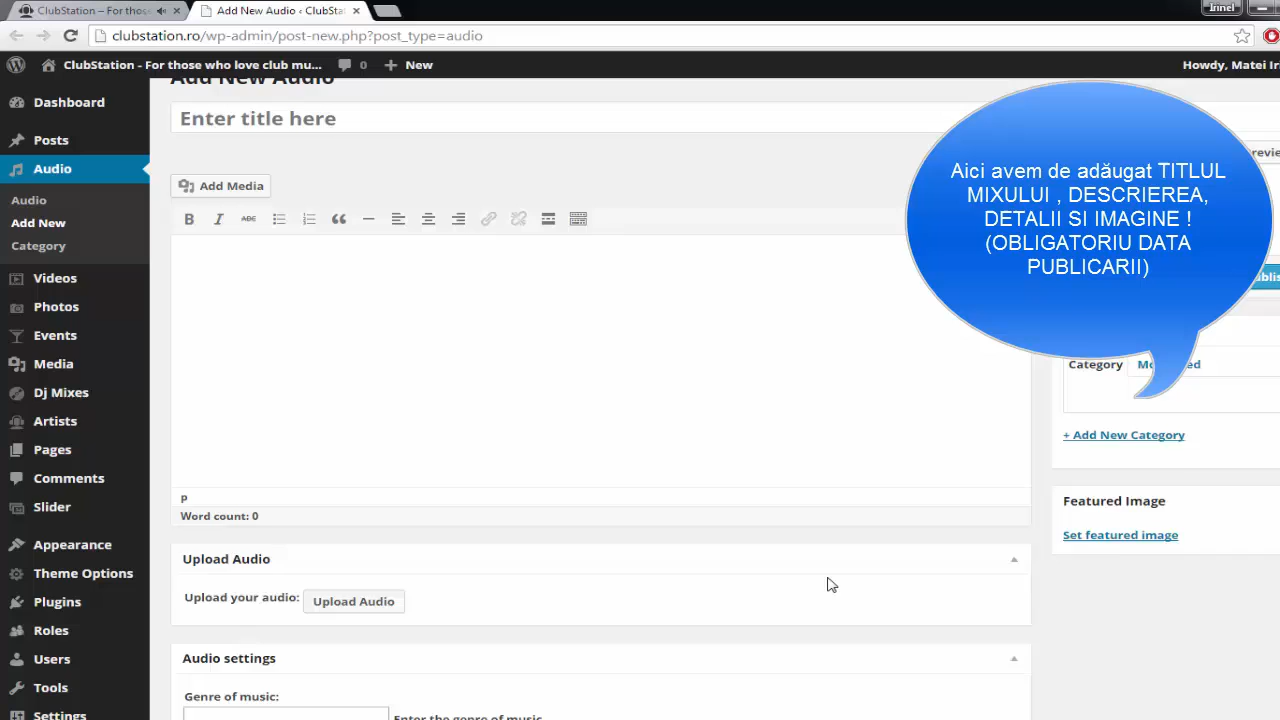 ClubStation – For those
Add New Audio ‹ ClubStat
Irinel
clubstation.ro/wp-admin/post-new.php?post_type=audio
ClubStation - For those who love club mu...
0
New
Howdy, Matei Iri
Dashboard
Posts
Audio
Audio
Add New
Category
Videos
Photos
Events
Media
Dj Mixes
Artists
Pages
Comments
Slider
Appearance
Theme Options
Plugins
Roles
Users
Tools
Settings
Add New Audio
Enter title here
Add Media
B I ABC
P
Word count: 0
Upload Audio
Upload your audio: Upload Audio
Audio settings
Genre of music:
Enter the genre of music
Aici avem de adăugat TITLUL
MIXULUI , DESCRIEREA,
DETALII SI IMAGINE !
(OBLIGATORIU DATA
PUBLICARII)
Category
+ Add New Category
Featured Image
Set featured image